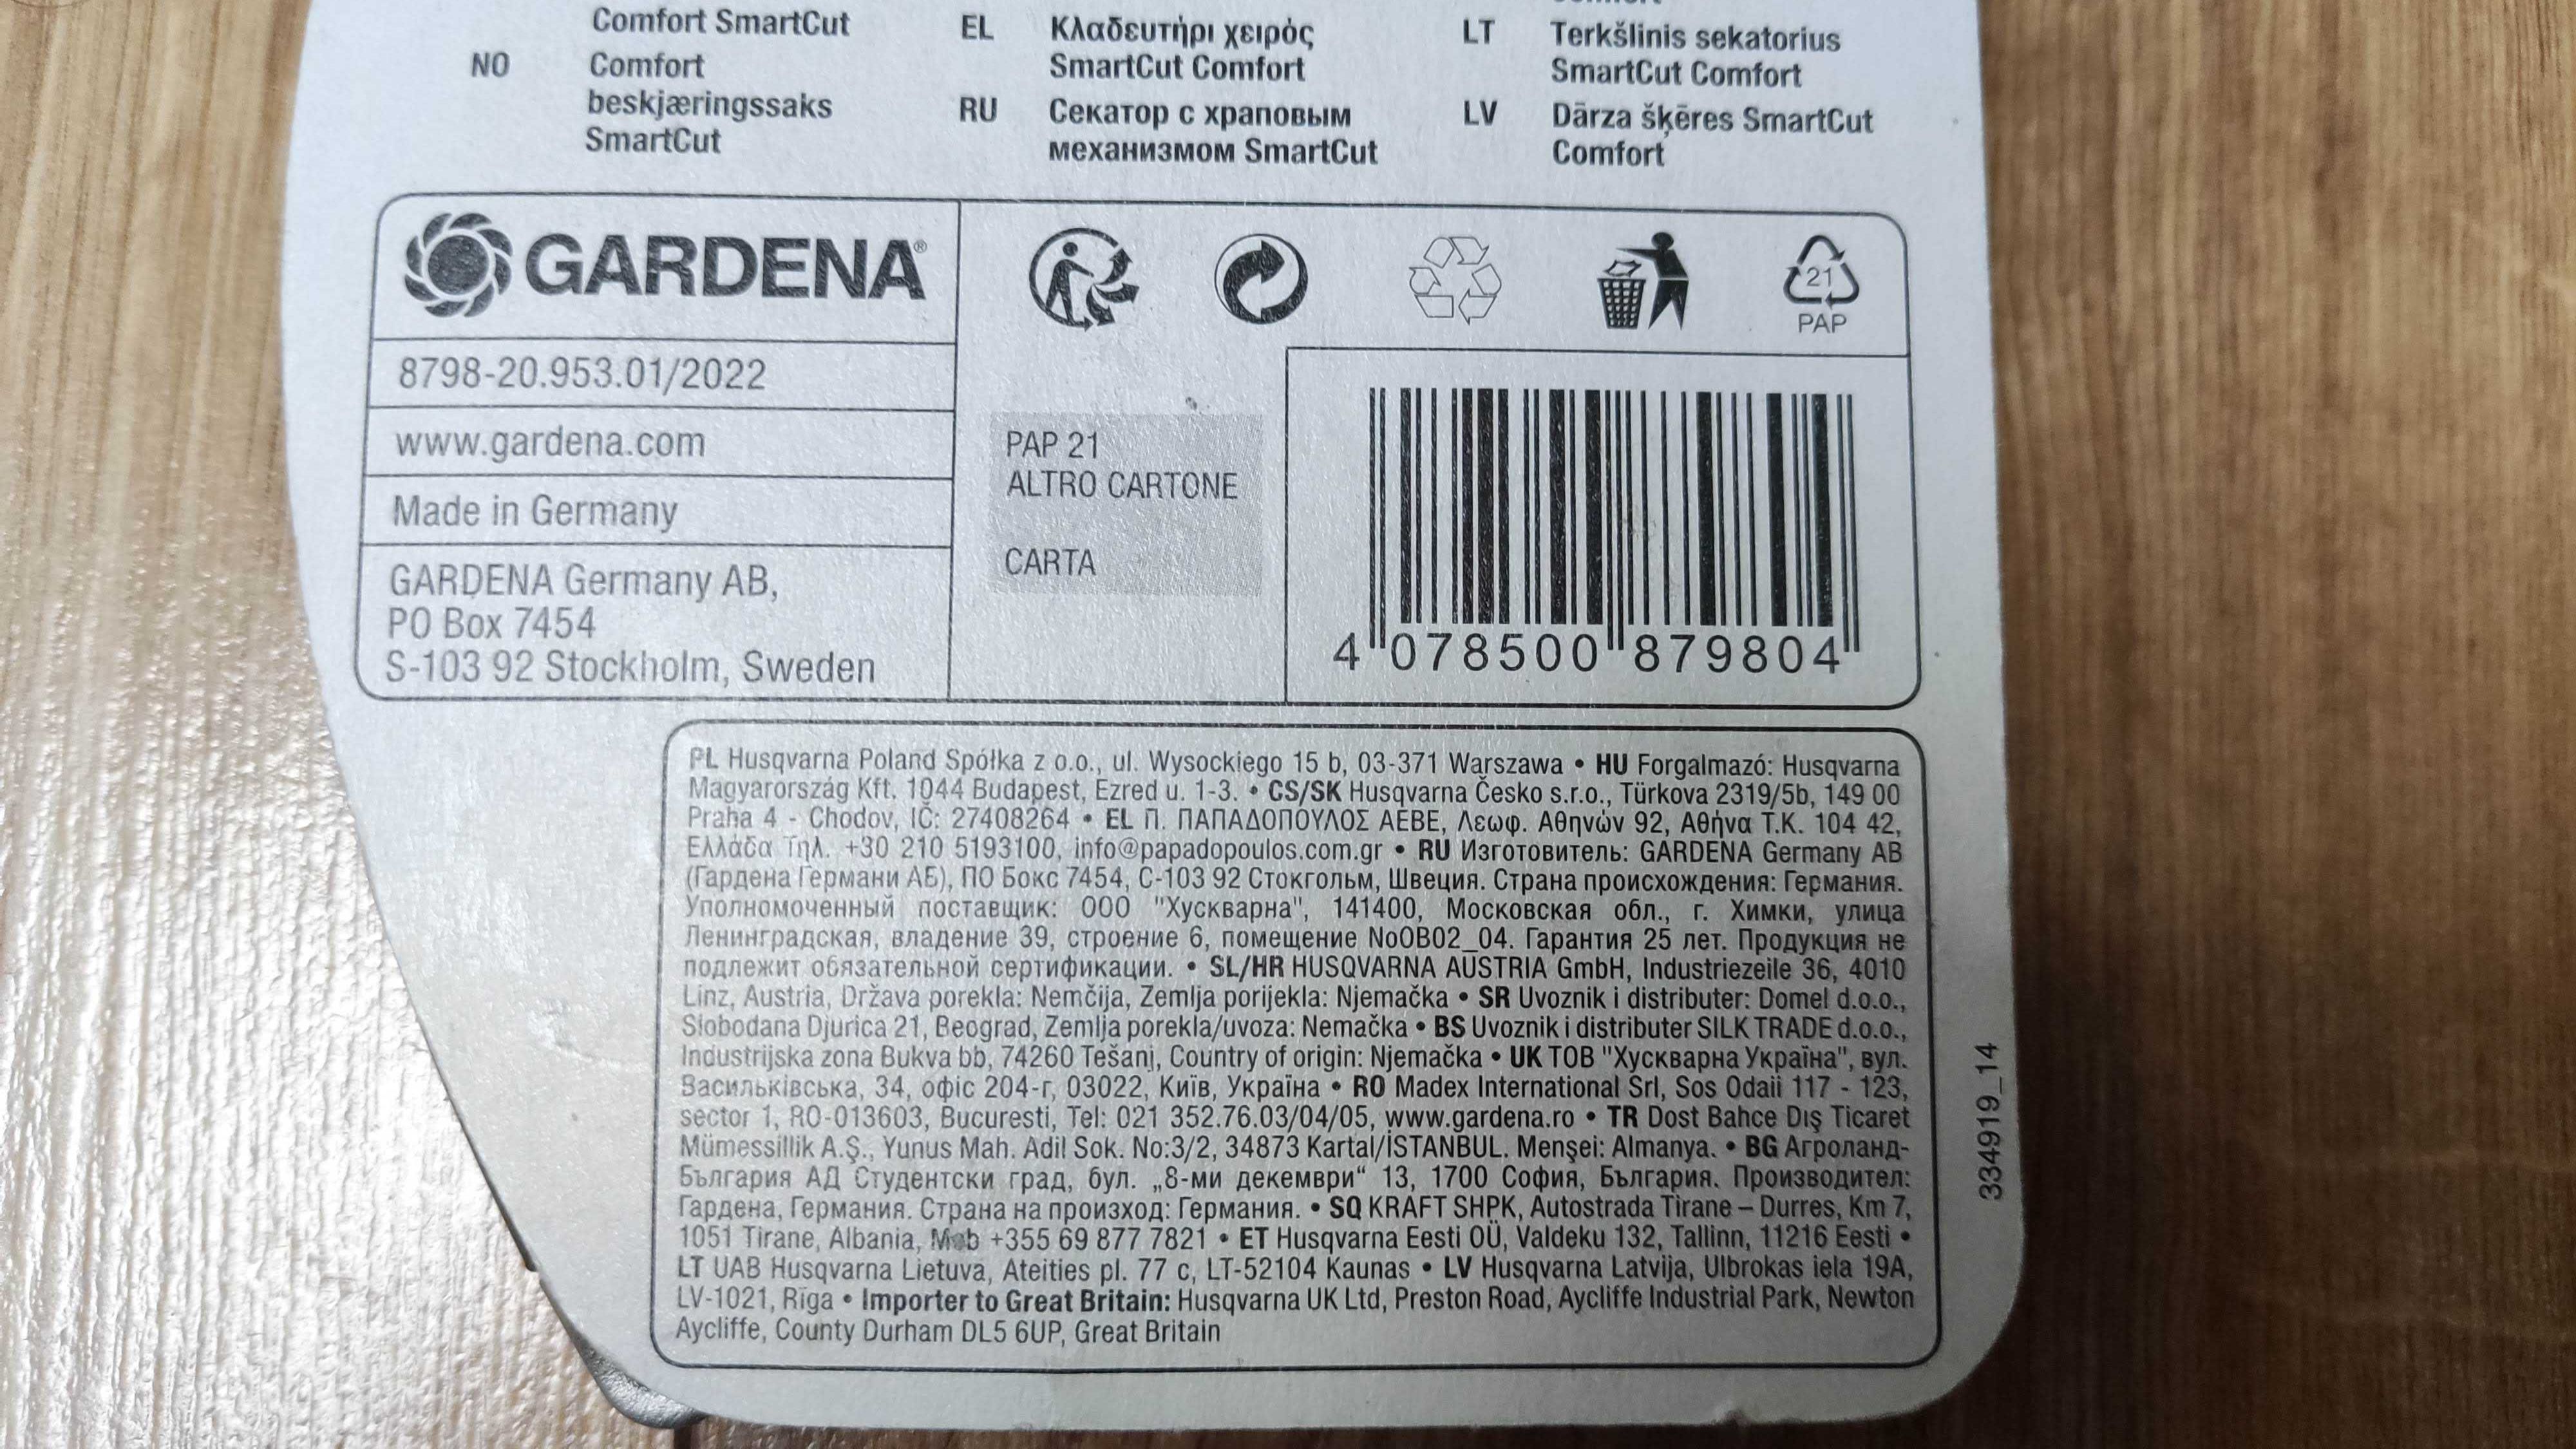 Comfort SmartCut
NO Comfort
beskjæringssaks
SmartCut
EL Κλαδευτήρι χειρός
SmartCut Comfort
RU Секатор с храповым
механизмом SmartCut
LT Terkšlinis sekatorius
SmartCut Comfort
LV Dārza šķēres SmartCut
Comfort
GARDENA®
8798-20.953.01/2022
www.gardena.com
Made in Germany
GARDENA Germany AB,
PO Box 7454
S-103 92 Stockholm, Sweden
21
PAP
PAP 21
ALTRO CARTONE
CARTA
4 078500 879804
PL Husqvarna Poland Spółka z o.o., ul. Wysockiego 15 b, 03-371 Warszawa • HU Forgalmazó: Husqvarna
Magyarország Kft. 1044 Budapest, Ezred u. 1-3. • CS/SK Husqvarna Česko s.r.o., Türkova 2319/5b, 149 00
Praha 4 - Chodov, IČ: 27408264 • EL Π. ΠΑΠΑΔΟΠΟΥΛΟΣ ΑΕΒΕ, Λεωφ. Αθηνών 92, Αθήνα Τ.Κ. 104 42,
Ελλάδα Τηλ. +30 210 5193100, info@papadopoulos.com.gr • RU Изготовитель: GARDENA Germany AB
(Гардена Германи АБ), ПО Бокс 7454, С-103 92 Стокгольм, Швеция. Страна происхождения: Германия.
Уполномоченный поставщик: ООО "Хускварна", 141400, Московская обл., г. Химки, улица
Ленинградская, владение 39, строение 6, помещение NoOB02_04. Гарантия 25 лет. Продукция не
подлежит обязательной сертификации. • SL/HR HUSQVARNA AUSTRIA GmbH, Industriezeile 36, 4010
Linz, Austria, Država porekla: Nemčija, Zemlja porijekla: Njemačka • SR Uvoznik i distributer: Domel d.o.o.,
Slobodana Djurica 21, Beograd, Zemlja porekla/uvoza: Nemačka • BS Uvoznik i distributer SILK TRADE d.o.o.,
Industrijska zona Bukva bb, 74260 Tešanj, Country of origin: Njemačka • UK ТОВ "Хускварна Україна", вул.
Васильківська, 34, офіс 204-г, 03022, Київ, Україна • RO Madex International Srl, Sos Odaii 117 - 123,
sector 1, RO-013603, Bucuresti, Tel: 021 352.76.03/04/05, www.gardena.ro • TR Dost Bahce Dış Ticaret
Mümessillik A.Ş., Yunus Mah. Adil Sok. No:3/2, 34873 Kartal/İSTANBUL. Menşei: Almanya. • BG Агроланд-
България АД Студентски град, бул. „8-ми декември“ 13, 1700 София, България. Производител:
Гардена, Германия. Страна на произход: Германия. • SQ KRAFT SHPK, Autostrada Tirane – Durres, Km 7,
1051 Tirane, Albania, Mob +355 69 877 7821 • ET Husqvarna Eesti OÜ, Valdeku 132, Tallinn, 11216 Eesti •
LT UAB Husqvarna Lietuva, Ateities pl. 77 c, LT-52104 Kaunas • LV Husqvarna Latvija, Ulbrokas iela 19A,
LV-1021, Rīga • Importer to Great Britain: Husqvarna UK Ltd, Preston Road, Aycliffe Industrial Park, Newton
Aycliffe, County Durham DL5 6UP, Great Britain
334919_14